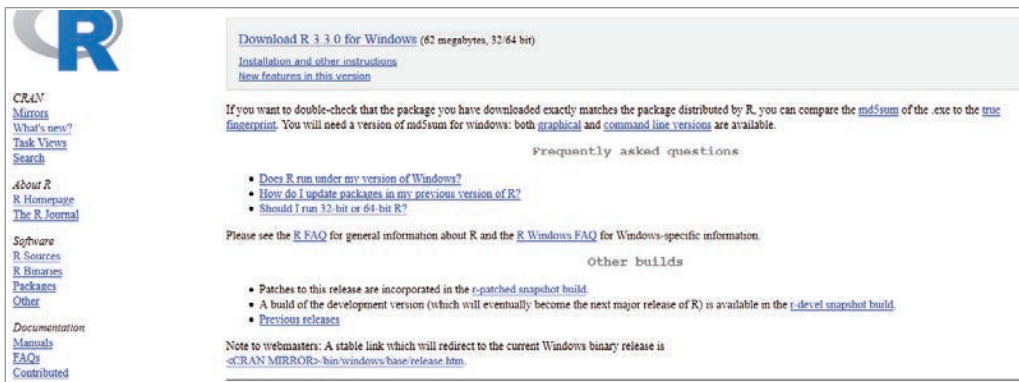 R
CRAN
Mirrors
What's new?
Task Views
Search
About R
R Homepage
The R Journal
Software
R Sources
R Binaries
Packages
Other
Documentation
Manuals
FAQs
Contributed
Download R 3 3 0 for Windows (62 megabytes, 32/64 bit)
Installation and other instructions
New features in this version
If you want to double-check that the package you have downloaded exactly matches the package distributed by R, you can compare the md5sum of the .exe to the true
fingerprint. You will need a version of md5sum for windows: both graphical and command line versions are available.
Frequently asked questions
• Does R run under my version of Windows?
• How do I update packages in my previous version of R?
• Should I run 32-bit or 64-bit R?
Please see the R FAQ for general information about R and the R Windows FAQ for Windows-specific information.
Other builds
• Patches to this release are incorporated in the r-patched snapshot build.
• A build of the development version (which will eventually become the next major release of R) is available in the r-devel snapshot build.
• Previous releases
Note to webmasters: A stable link which will redirect to the current Windows binary release is
<CRAN MIRROR>/bin/windows/base/release.htm.